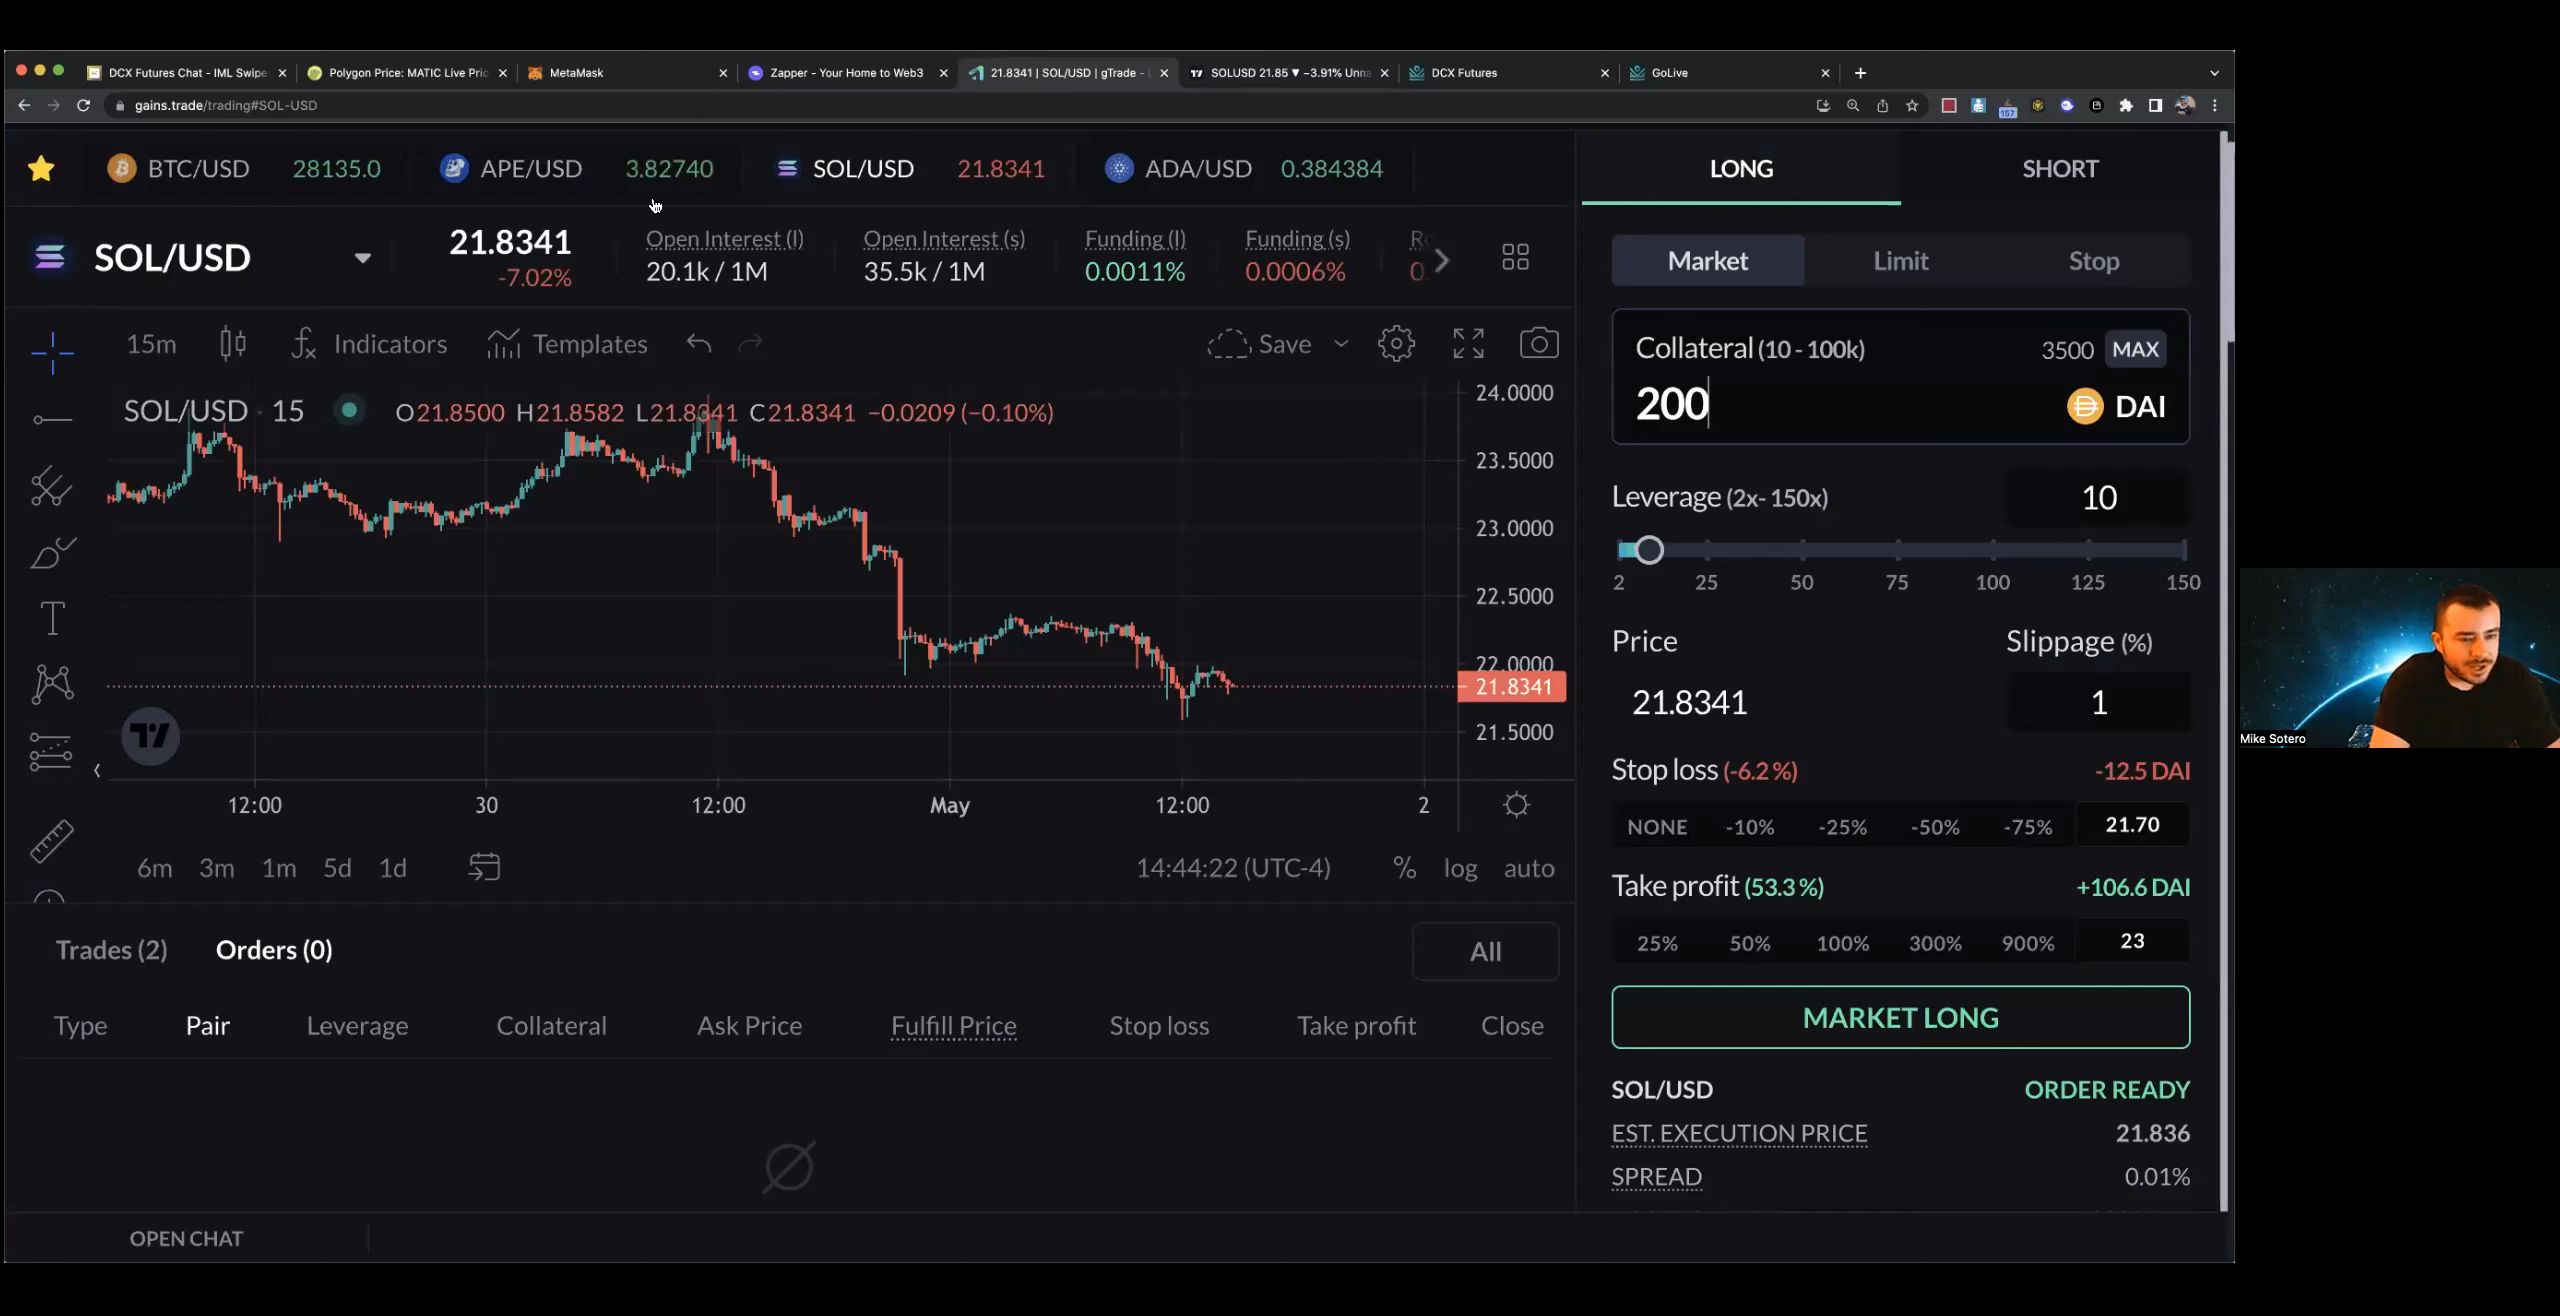 DCX Futures Chat - IML Swipe
Polygon Price: MATIC Live Pric
MetaMask
Zapper - Your Home to Web3
21.8341 | SOL/USD | gTrade -
SOLUSD 21.85 ▼ −3.91% Unna
DCX Futures
GoLive
gains.trade/trading#SOL-USD
157
BTC/USD 28135.0
APE/USD 3.82740
SOL/USD 21.8341
ADA/USD 0.384384
SOL/USD
21.8341
-7.02%
Open Interest (l)
20.1k / 1M
Open Interest (s)
35.5k / 1M
Funding (l)
0.0011%
Funding (s)
0.0006%
15m
Indicators
Templates
Save
SOL/USD · 15
O21.8500 H21.8582 L21.8341 C21.8341 −0.0209 (−0.10%)
24.0000
23.5000
23.0000
22.5000
22.0000
21.8341
21.5000
12:00 30 12:00 May 12:00 2
6m 3m 1m 5d 1d
14:44:22 (UTC-4) % log auto
Trades (2) Orders (0)
All
Type Pair Leverage Collateral Ask Price Fulfill Price Stop loss Take profit Close
OPEN CHAT
LONG SHORT
Market Limit Stop
Collateral (10 - 100k) 3500 MAX
200 DAI
Leverage (2x- 150x) 10
2 25 50 75 100 125 150
Price Slippage (%)
21.8341 1
Stop loss (-6.2%) -12.5 DAI
NONE -10% -25% -50% -75% 21.70
Take profit (53.3%) +106.6 DAI
25% 50% 100% 300% 900% 23
MARKET LONG
SOL/USD ORDER READY
EST. EXECUTION PRICE 21.836
SPREAD 0.01%
Mike Sotero